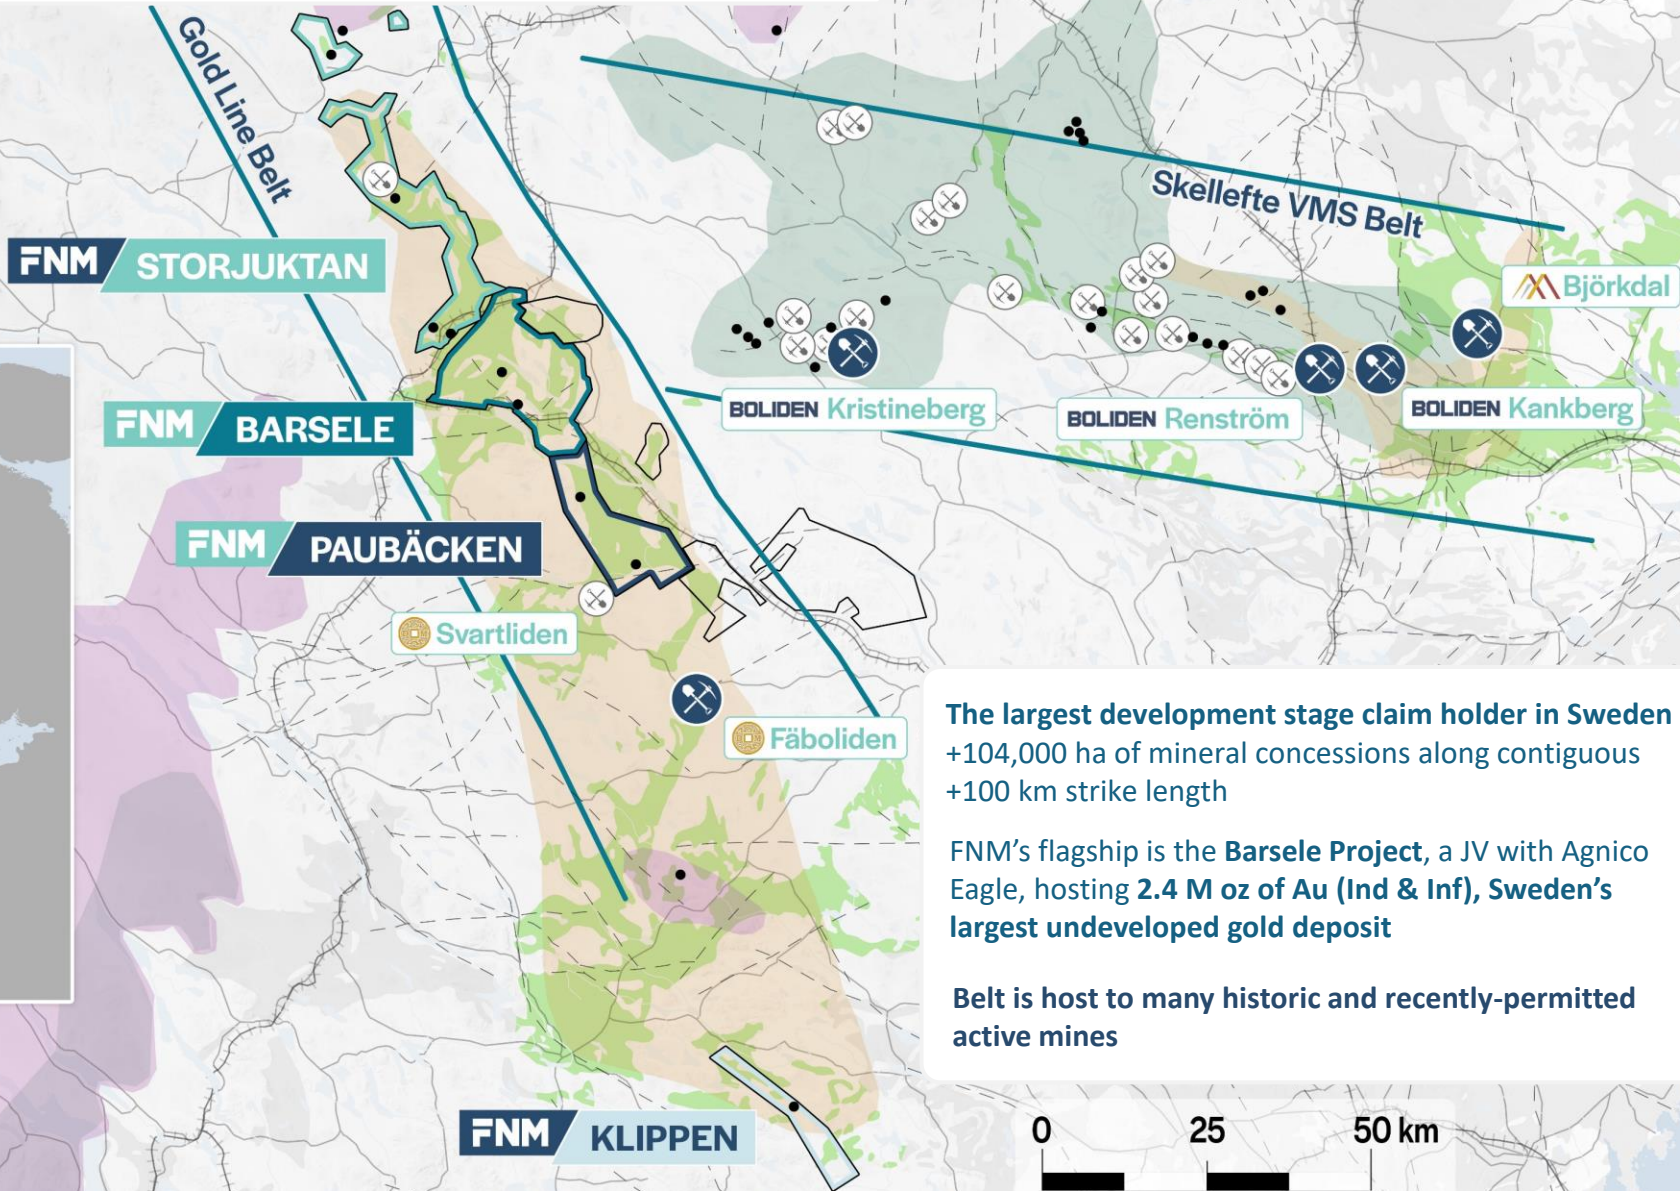 Gold Line Belt
Skellefte VMS Belt
FNM STORJUKTAN
Björkdal
BOLIDEN Kristineberg
BOLIDEN Renström
BOLIDEN Kankberg
FNM BARSELE
FNM PAUBÄCKEN
Svartliden
Fäboliden
The largest development stage claim holder in Sweden
+104,000 ha of mineral concessions along contiguous
+100 km strike length
FNM’s flagship is the Barsele Project, a JV with Agnico
Eagle, hosting 2.4 M oz of Au (Ind & Inf), Sweden’s
largest undeveloped gold deposit
Belt is host to many historic and recently-permitted
active mines
FNM KLIPPEN
0 25 50 km